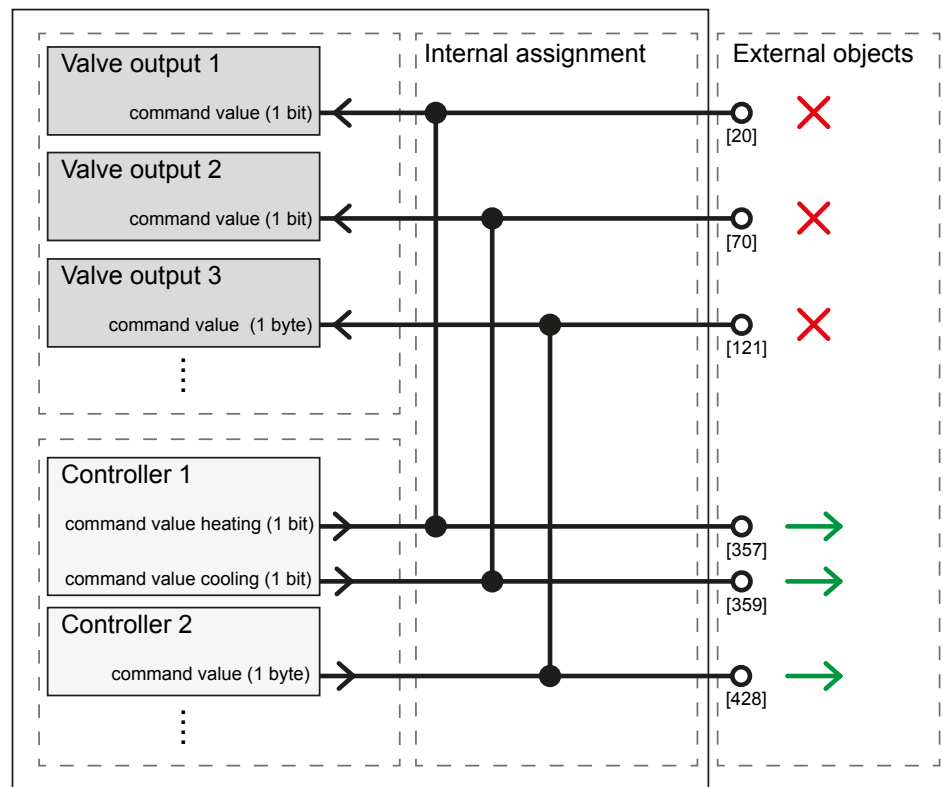 Valve output 1
command value (1 bit)
Valve output 2
command value (1 bit)
Valve output 3
command value  (1 byte)
Controller 1
command value heating (1 bit)
command value cooling (1 bit)
Controller 2
command value (1 byte)
Internal assignment
External objects
[20]
[70]
[121]
[357]
[359]
[428]